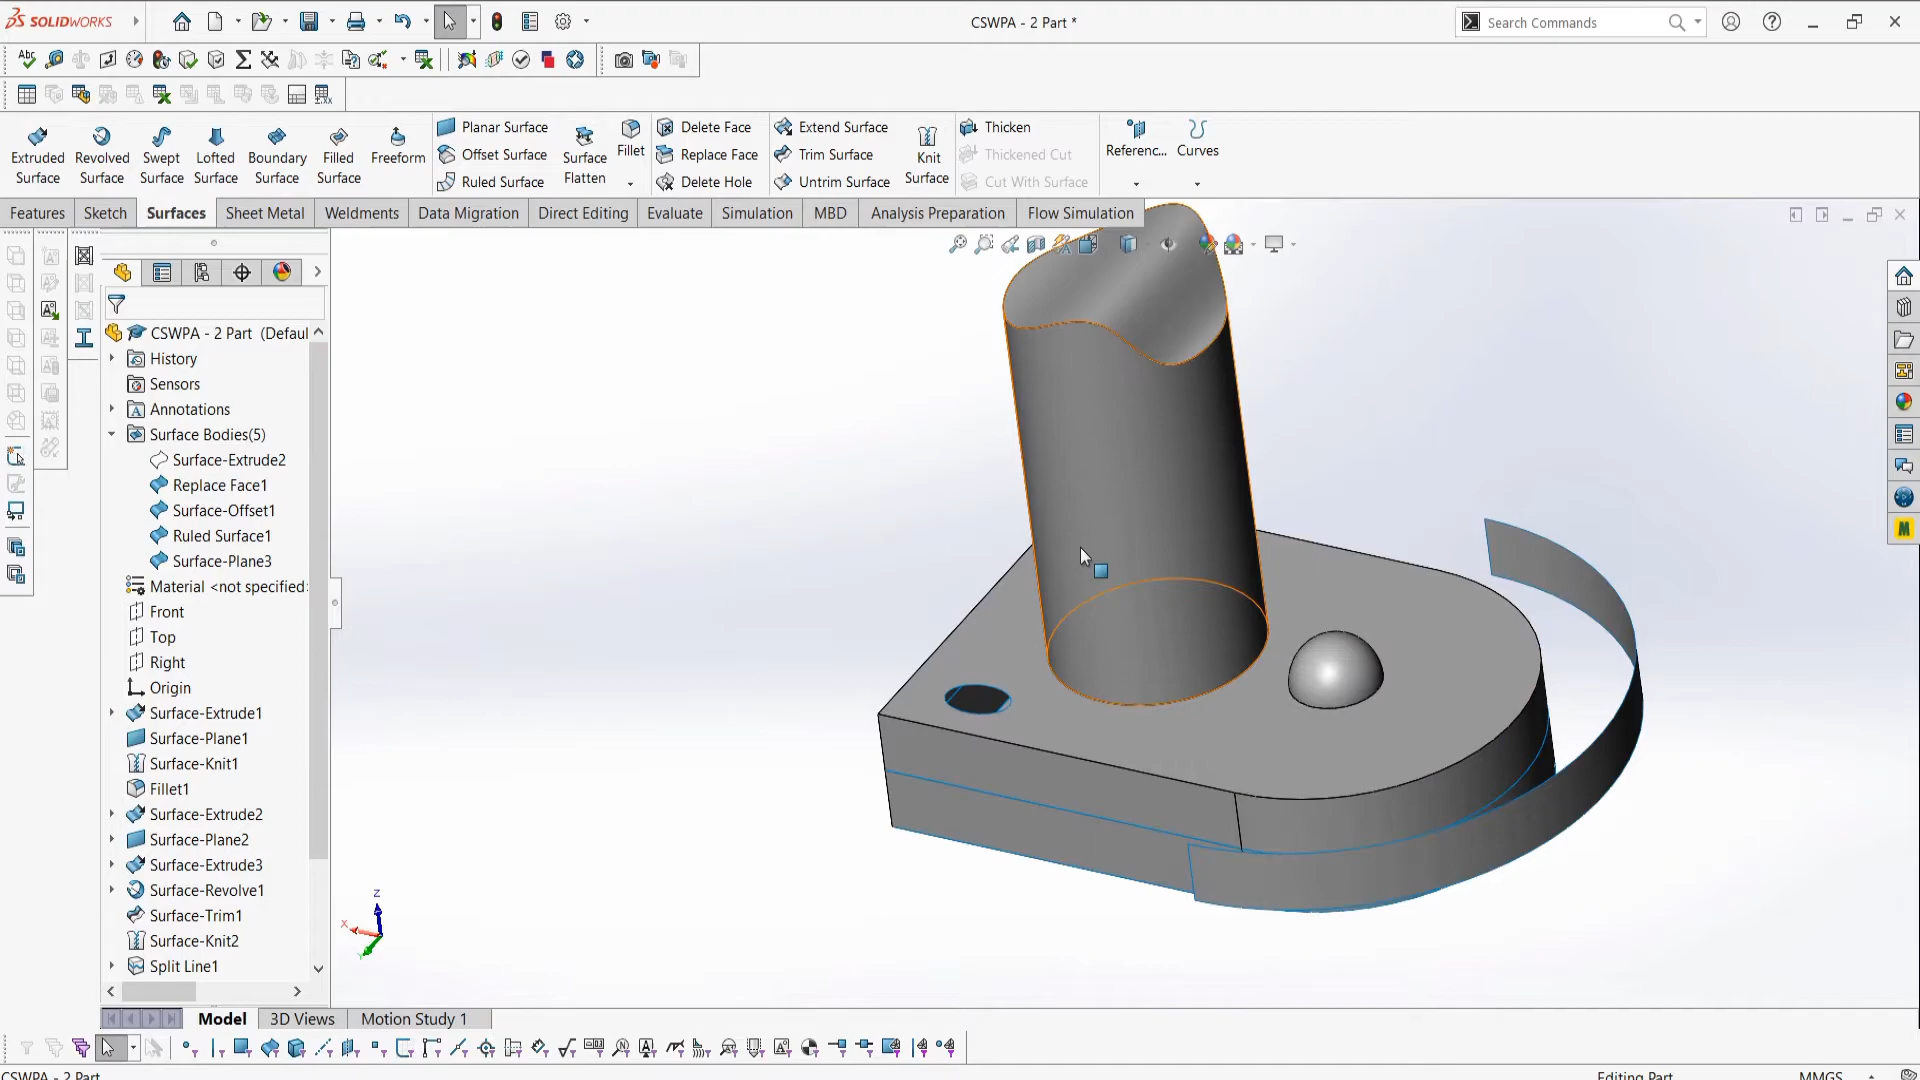 SOLIDWORKS
CSWPA - 2 Part *
Search Commands
Extruded Surface
Revolved Surface
Swept Surface
Lofted Surface
Boundary Surface
Filled Surface
Freeform
Planar Surface
Offset Surface
Ruled Surface
Surface Flatten
Fillet
Delete Face
Replace Face
Delete Hole
Extend Surface
Trim Surface
Untrim Surface
Knit Surface
Thicken
Thickened Cut
Cut With Surface
Referenc...
Curves
Features
Sketch
Surfaces
Sheet Metal
Weldments
Data Migration
Direct Editing
Evaluate
Simulation
MBD
Analysis Preparation
Flow Simulation
CSWPA - 2 Part (Defaul
History
Sensors
Annotations
Surface Bodies(5)
Surface-Extrude2
Replace Face1
Surface-Offset1
Ruled Surface1
Surface-Plane3
Material <not specified>
Front
Top
Right
Origin
Surface-Extrude1
Surface-Plane1
Surface-Knit1
Fillet1
Surface-Extrude2
Surface-Plane2
Surface-Extrude3
Surface-Revolve1
Surface-Trim1
Surface-Knit2
Split Line1
Z
X
Y
Model
3D Views
Motion Study 1
CSWPA - 2 Part
Editing Part
MMGS